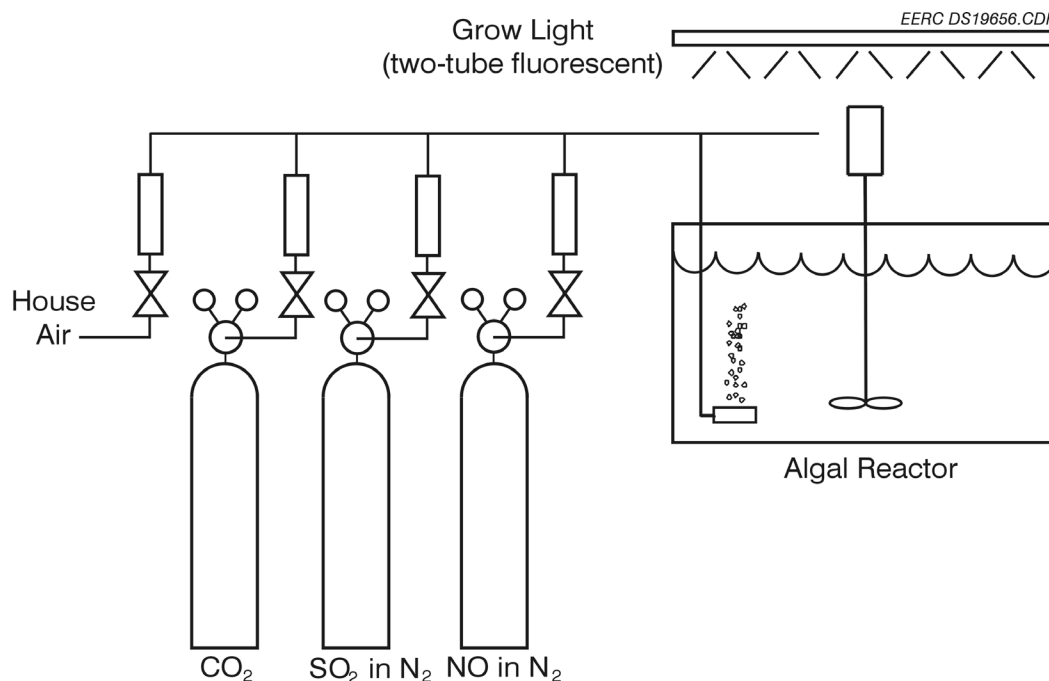 EERC DS19656.CDR
Grow Light
(two-tube fluorescent)
House
Air
Algal Reactor
CO₂
SO₂ in N₂
NO in N₂